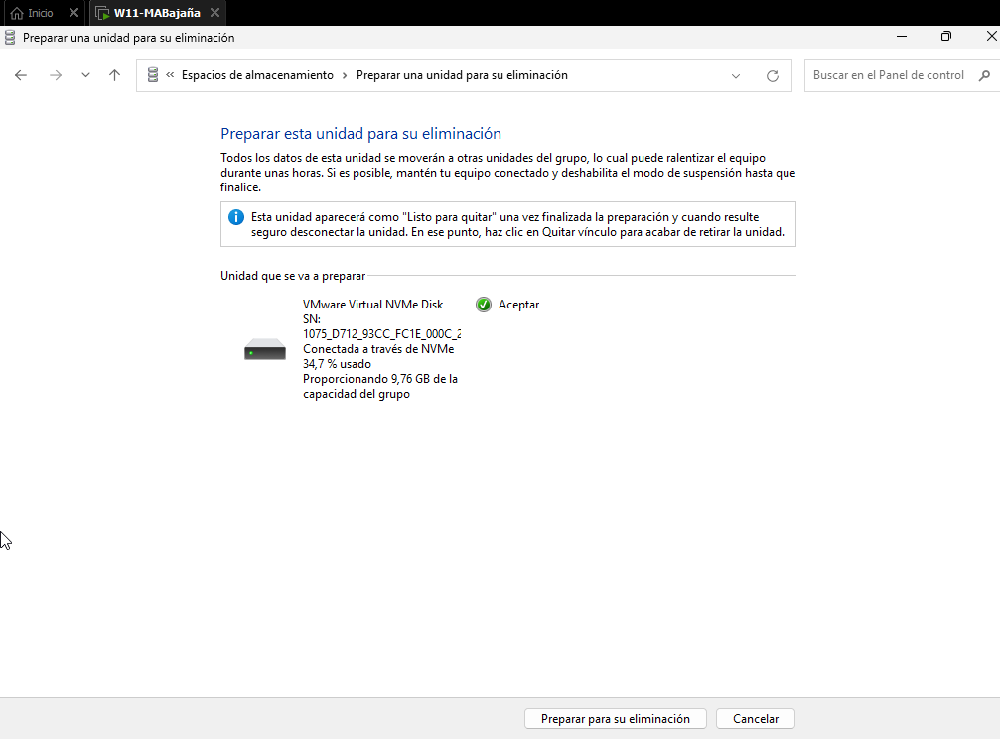 Inicio
W11-MABajaña
Preparar una unidad para su eliminación
« Espacios de almacenamiento › Preparar una unidad para su eliminación
Buscar en el Panel de control
Preparar esta unidad para su eliminación
Todos los datos de esta unidad se moverán a otras unidades del grupo, lo cual puede ralentizar el equipo
durante unas horas. Si es posible, mantén tu equipo conectado y deshabilita el modo de suspensión hasta que
finalice.
Esta unidad aparecerá como "Listo para quitar" una vez finalizada la preparación y cuando resulte
seguro desconectar la unidad. En ese punto, haz clic en Quitar vínculo para acabar de retirar la unidad.
Unidad que se va a preparar
VMware Virtual NVMe Disk
Aceptar
SN:
1075_D712_93CC_FC1E_000C_2
Conectada a través de NVMe
34,7 % usado
Proporcionando 9,76 GB de la
capacidad del grupo
Preparar para su eliminación
Cancelar